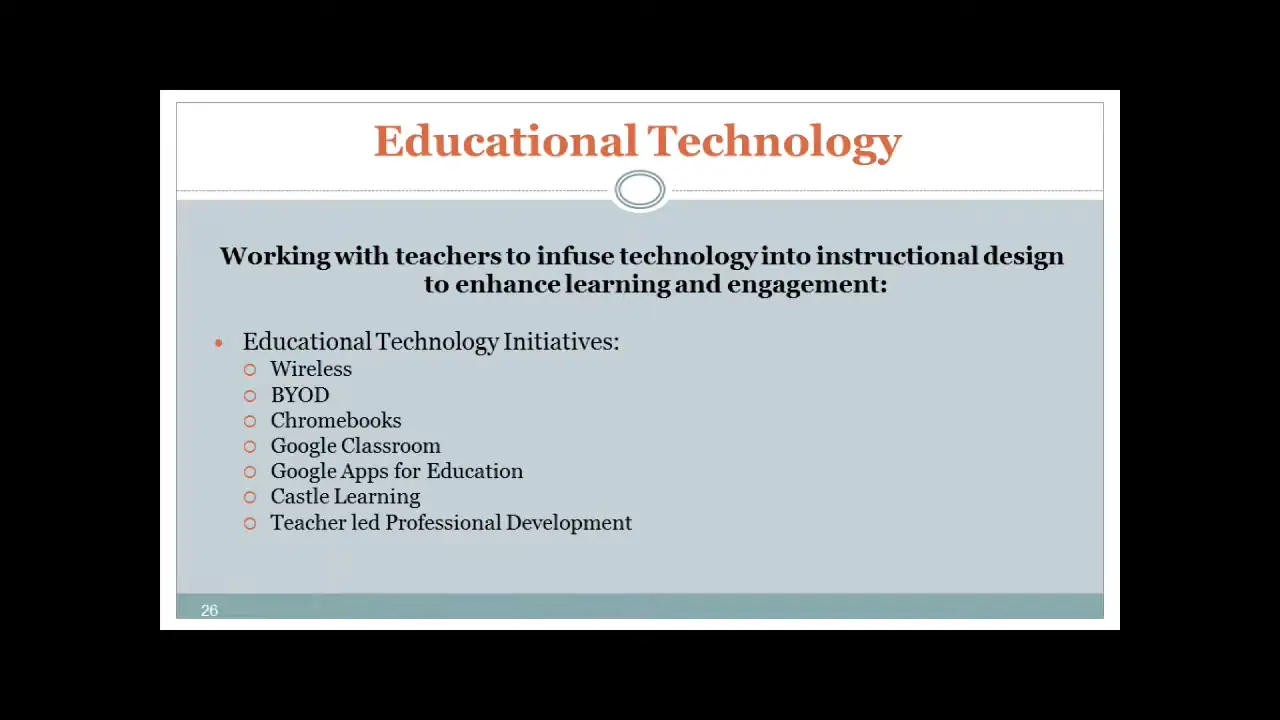 Educational Technology
Working with teachers to infuse technology into instructional design
to enhance learning and engagement:
Educational Technology Initiatives:
Wireless
BYOD
Chromebooks
Google Classroom
Google Apps for Education
Castle Learning
Teacher led Professional Development
26